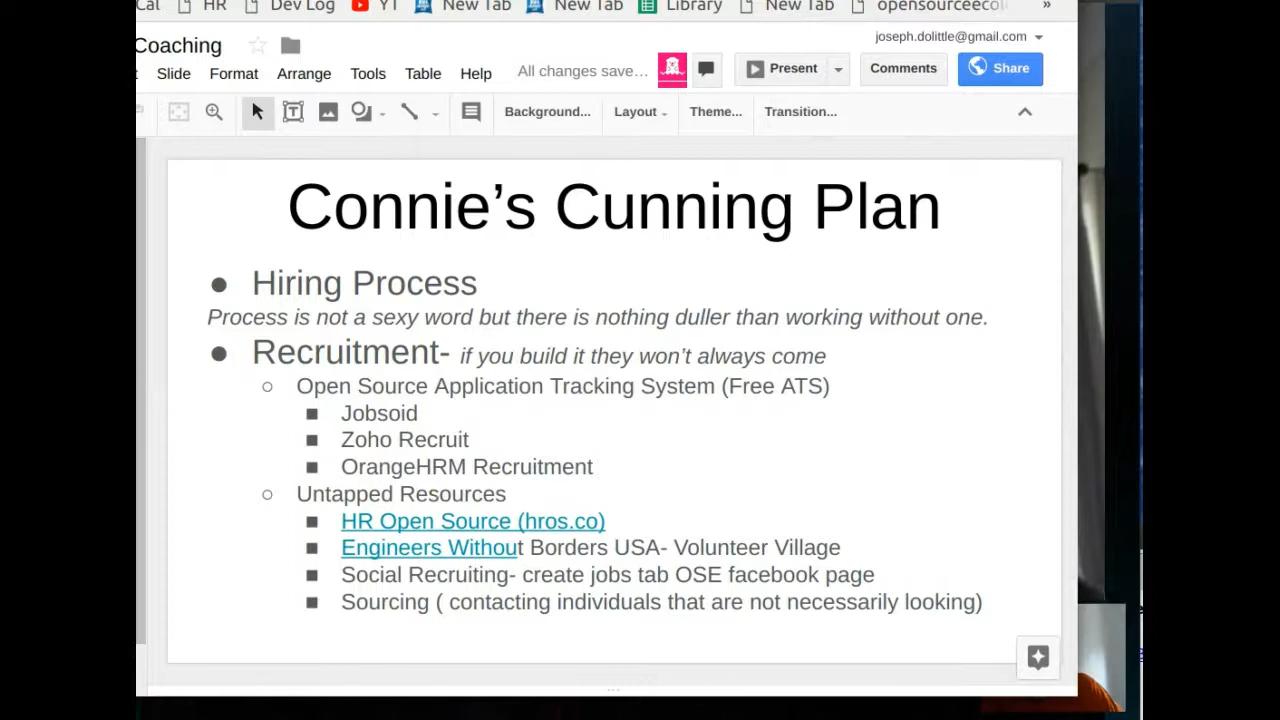 Cal HR Dev Log YT New Tab New Tab Library New Tab opensourceecol »
Coaching
joseph.dolittle@gmail.com
Slide Format Arrange Tools Table Help All changes save… Present Comments Share
Background... Layout Theme... Transition...
Connie’s Cunning Plan
● Hiring Process
Process is not a sexy word but there is nothing duller than working without one.
● Recruitment- if you build it they won’t always come
○ Open Source Application Tracking System (Free ATS)
■ Jobsoid
■ Zoho Recruit
■ OrangeHRM Recruitment
○ Untapped Resources
■ HR Open Source (hros.co)
■ Engineers Without Borders USA- Volunteer Village
■ Social Recruiting- create jobs tab OSE facebook page
■ Sourcing ( contacting individuals that are not necessarily looking)